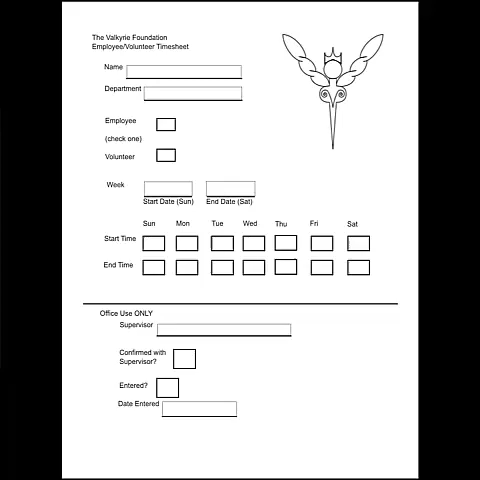 The Valkyrie Foundation
Employee/Volunteer Timesheet
Name
Department
Employee
(check one)
Volunteer
Week
Start Date (Sun) End Date (Sat)
Sun Mon Tue Wed Thu Fri Sat
Start Time
End Time
Office Use ONLY
Supervisor
Confirmed with
Supervisor?
Entered?
Date Entered